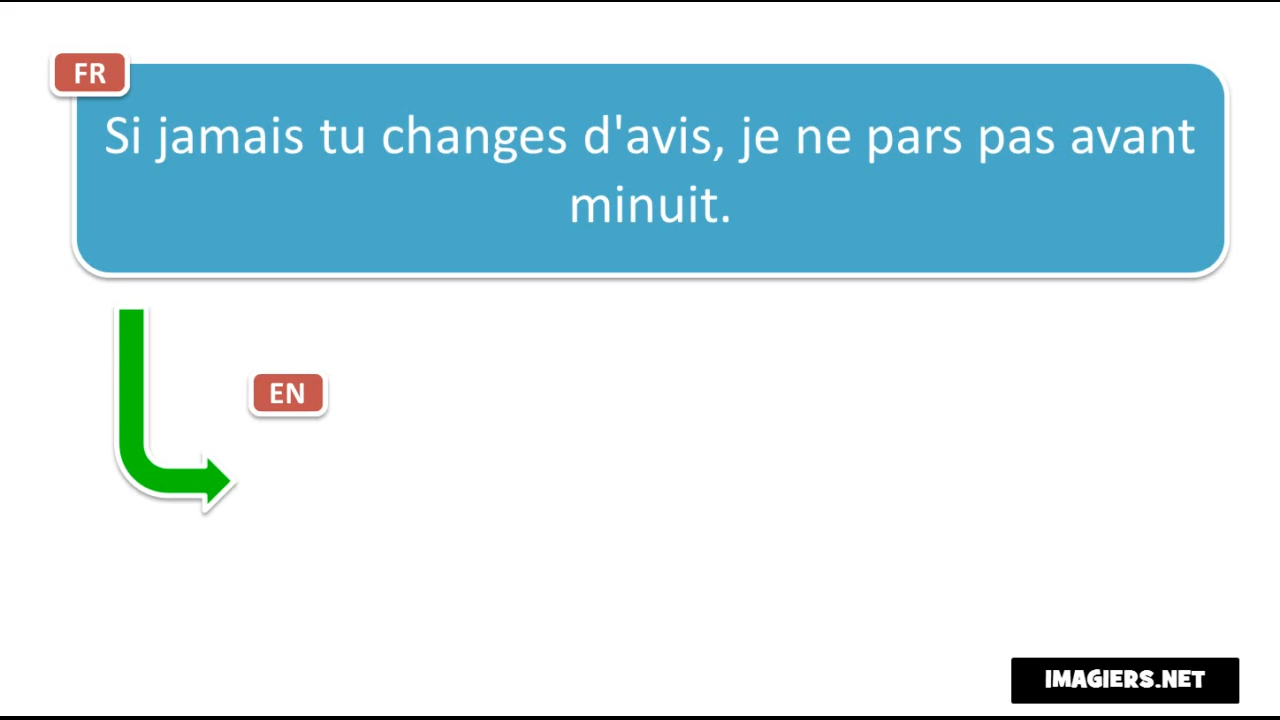 FR
Si jamais tu changes d'avis, je ne pars pas avant
minuit.
EN
IMAGIERS.NET